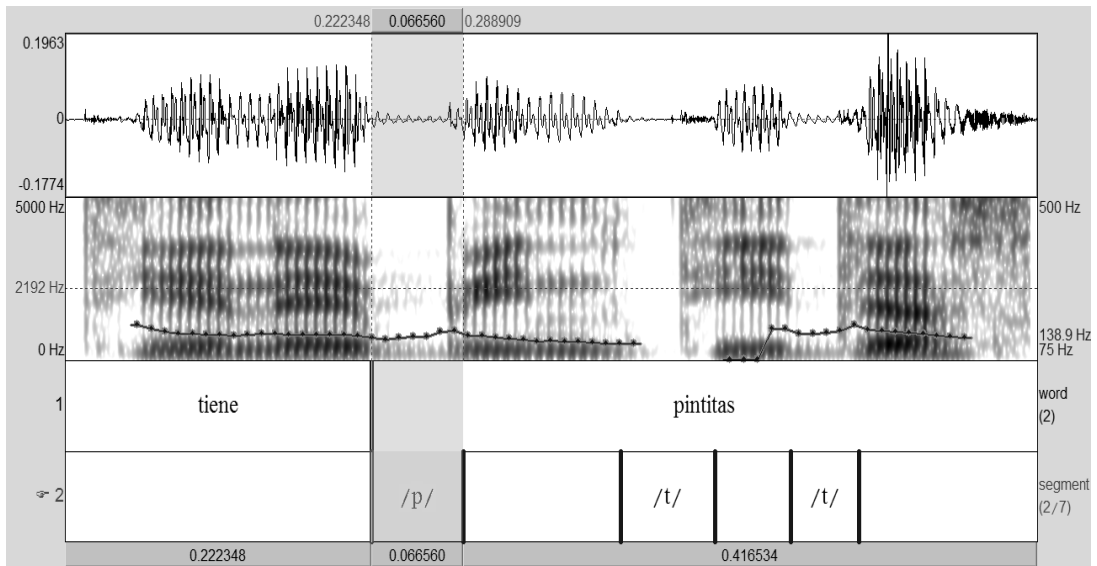 0.222348 0.066560 0.288909
0.1963
0
-0.1774
5000 Hz 500 Hz
2192 Hz
138.9 Hz
0 Hz 75 Hz
1 tiene pintitas word
(2)
☞ 2 /p/ /t/ /t/ segment
(2/7)
0.222348 0.066560 0.416534